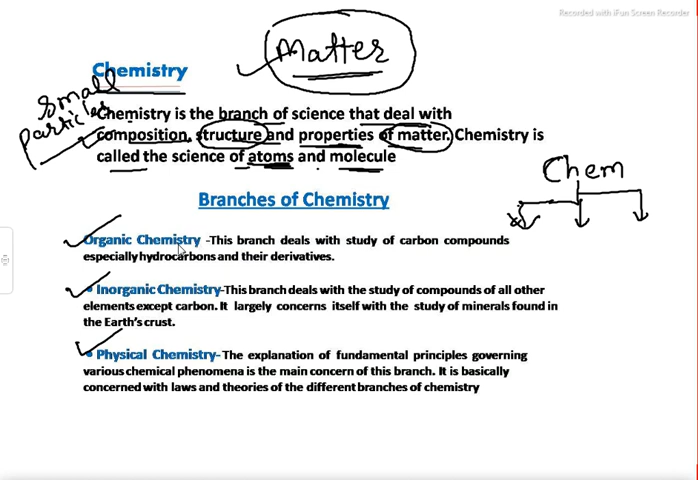 Recorded with iFun Screen Recorder
Matter
Chemistry
Small
particles
Chemistry is the branch of science that deal with
composition, structure and properties of matter. Chemistry is
called the science of atoms and molecule
Chem
Branches of Chemistry
Organic Chemistry -This branch deals with study of carbon compounds
especially hydrocarbons and their derivatives.
• Inorganic Chemistry-This branch deals with the study of compounds of all other
elements except carbon. It largely concerns itself with the study of minerals found in
the Earth's crust.
• Physical Chemistry- The explanation of fundamental principles governing
various chemical phenomena is the main concern of this branch. It is basically
concerned with laws and theories of the different branches of chemistry